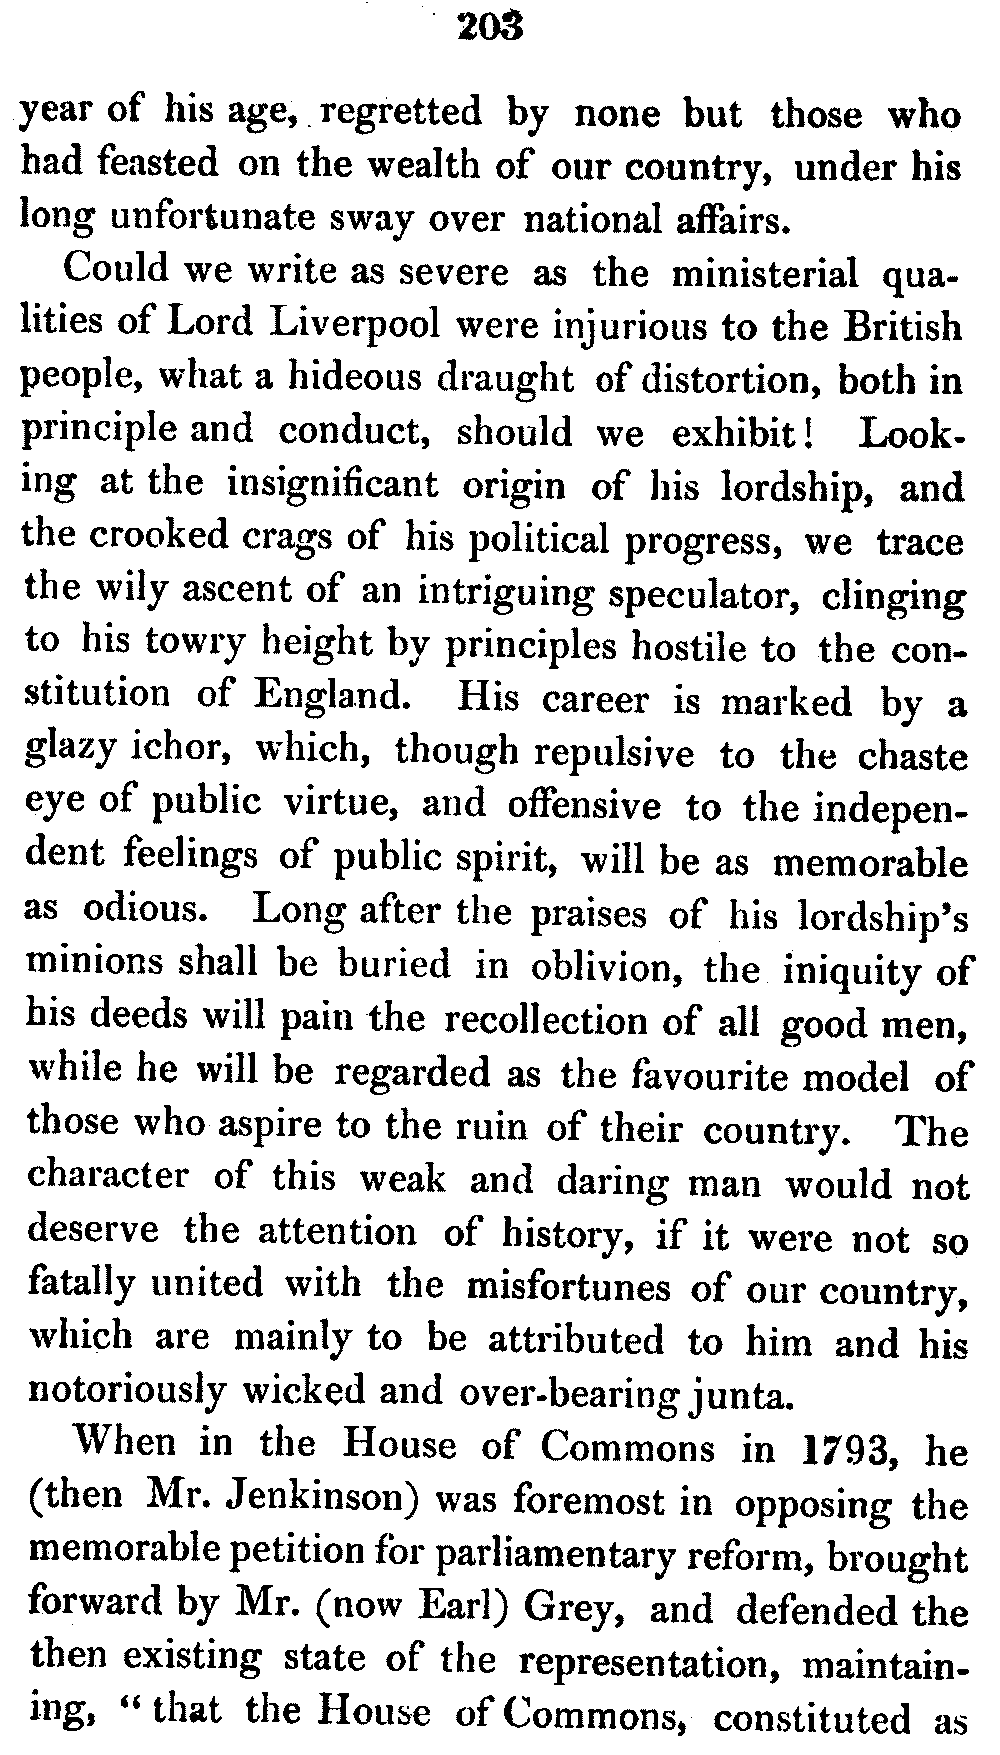 203
year of his age, regretted by none but those who
had feasted on the wealth of our country, under his
long unfortunate sway over national affairs.
Could we write as severe as the ministerial qua-
lities of Lord Liverpool were injurious to the British
people, what a hideous draught of distortion, both in
principle and conduct, should we exhibit! Look-
ing at the insignificant origin of his lordship, and
the crooked crags of his political progress, we trace
the wily ascent of an intriguing speculator, clinging
to his towry height by principles hostile to the con-
stitution of England. His career is marked by a
glazy ichor, which, though repulsive to the chaste
eye of public virtue, and offensive to the indepen-
dent feelings of public spirit, will be as memorable
as odious. Long after the praises of his lordship's
minions shall be buried in oblivion, the iniquity of
his deeds will pain the recollection of all good men,
while he will be regarded as the favourite model of
those who aspire to the ruin of their country. The
character of this weak and daring man would not
deserve the attention of history, if it were not so
fatally united with the misfortunes of our country,
which are mainly to be attributed to him and his
notoriously wicked and over-bearing junta.
When in the House of Commons in 1793, he
(then Mr. Jenkinson) was foremost in opposing the
memorable petition for parliamentary reform, brought
forward by Mr. (now Earl) Grey, and defended the
then existing state of the representation, maintain-
ing, “that the House of Commons, constituted as